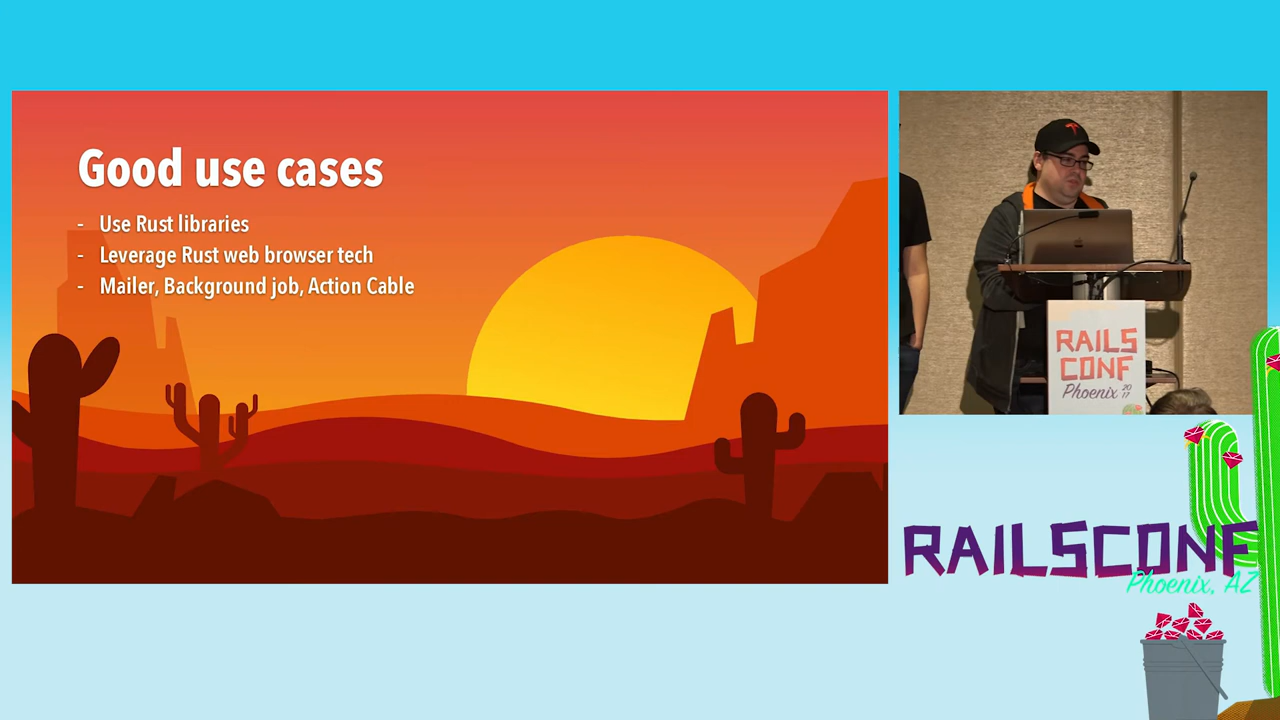 Good use cases
- Use Rust libraries
- Leverage Rust web browser tech
- Mailer, Background job, Action Cable
RAILS
CONF
Phoenix 2017
RAILSCONF
Phoenix, AZ